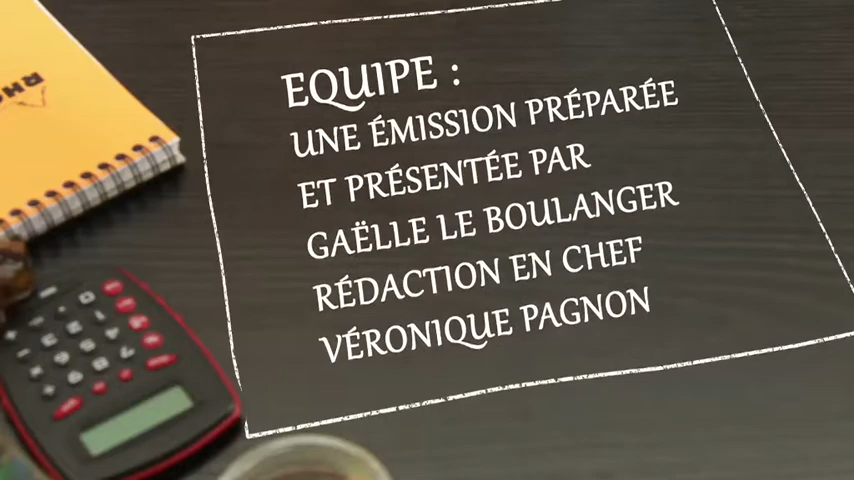 EQUIPE :
UNE ÉMISSION PRÉPARÉE
ET PRÉSENTÉE PAR
GAËLLE LE BOULANGER
RÉDACTION EN CHEF
VÉRONIQUE PAGNON